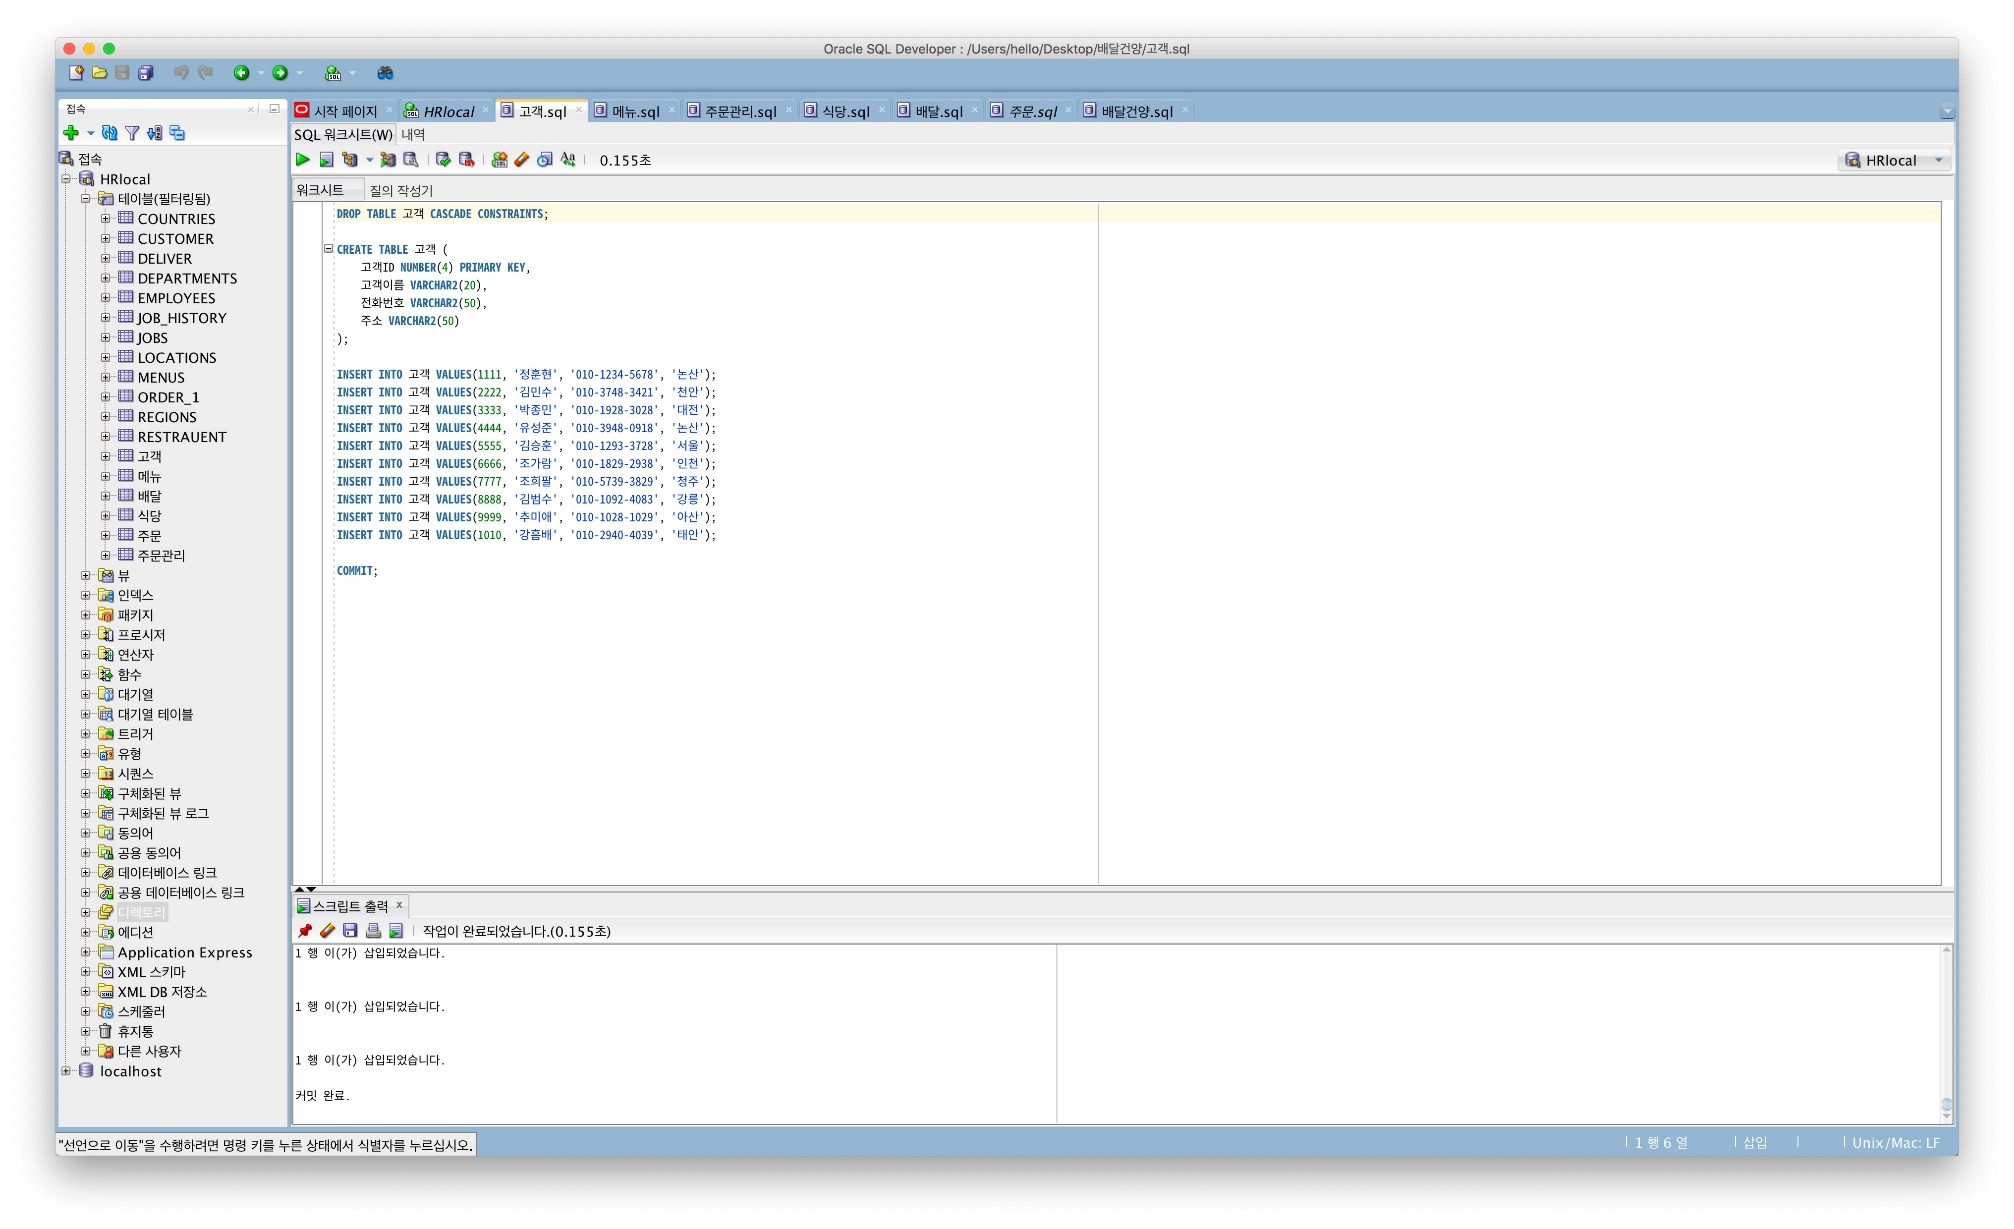 Oracle SQL Developer : /Users/hello/Desktop/배달건양/고객.sql
접속
시작 페이지
HRlocal
고객.sql
메뉴.sql
주문관리.sql
식당.sql
배달.sql
주문.sql
배달건양.sql
SQL 워크시트(W) 내역
0.155초
HRlocal
워크시트 질의 작성기
접속
HRlocal
테이블(필터링됨)
COUNTRIES
CUSTOMER
DELIVER
DEPARTMENTS
EMPLOYEES
JOB_HISTORY
JOBS
LOCATIONS
MENUS
ORDER_1
REGIONS
RESTRAUENT
고객
메뉴
배달
식당
주문
주문관리
뷰
인덱스
패키지
프로시저
연산자
함수
대기열
대기열 테이블
트리거
유형
시퀀스
구체화된 뷰
구체화된 뷰 로그
동의어
공용 동의어
데이터베이스 링크
공용 데이터베이스 링크
디렉토리
에디션
Application Express
XML 스키마
XML DB 저장소
스케줄러
휴지통
다른 사용자
localhost
DROP TABLE 고객 CASCADE CONSTRAINTS;
CREATE TABLE 고객 (
고객ID NUMBER(4) PRIMARY KEY,
고객이름 VARCHAR2(20),
전화번호 VARCHAR2(50),
주소 VARCHAR2(50)
);
INSERT INTO 고객 VALUES(1111, '정훈현', '010-1234-5678', '논산');
INSERT INTO 고객 VALUES(2222, '김민수', '010-3748-3421', '천안');
INSERT INTO 고객 VALUES(3333, '박종민', '010-1928-3028', '대전');
INSERT INTO 고객 VALUES(4444, '유성준', '010-3948-0918', '논산');
INSERT INTO 고객 VALUES(5555, '김승훈', '010-1293-3728', '서울');
INSERT INTO 고객 VALUES(6666, '조가람', '010-1829-2938', '인천');
INSERT INTO 고객 VALUES(7777, '조희팔', '010-5739-3829', '청주');
INSERT INTO 고객 VALUES(8888, '김범수', '010-1092-4083', '강릉');
INSERT INTO 고객 VALUES(9999, '추미애', '010-1028-1029', '아산');
INSERT INTO 고객 VALUES(1010, '강홈배', '010-2940-4039', '태안');
COMMIT;
스크립트 출력
작업이 완료되었습니다.(0.155초)
1 행 이(가) 삽입되었습니다.
1 행 이(가) 삽입되었습니다.
1 행 이(가) 삽입되었습니다.
커밋 완료.
"선언으로 이동"을 수행하려면 명령 키를 누른 상태에서 식별자를 누르십시오.
1 행 6 열
삽입
Unix/Mac: LF